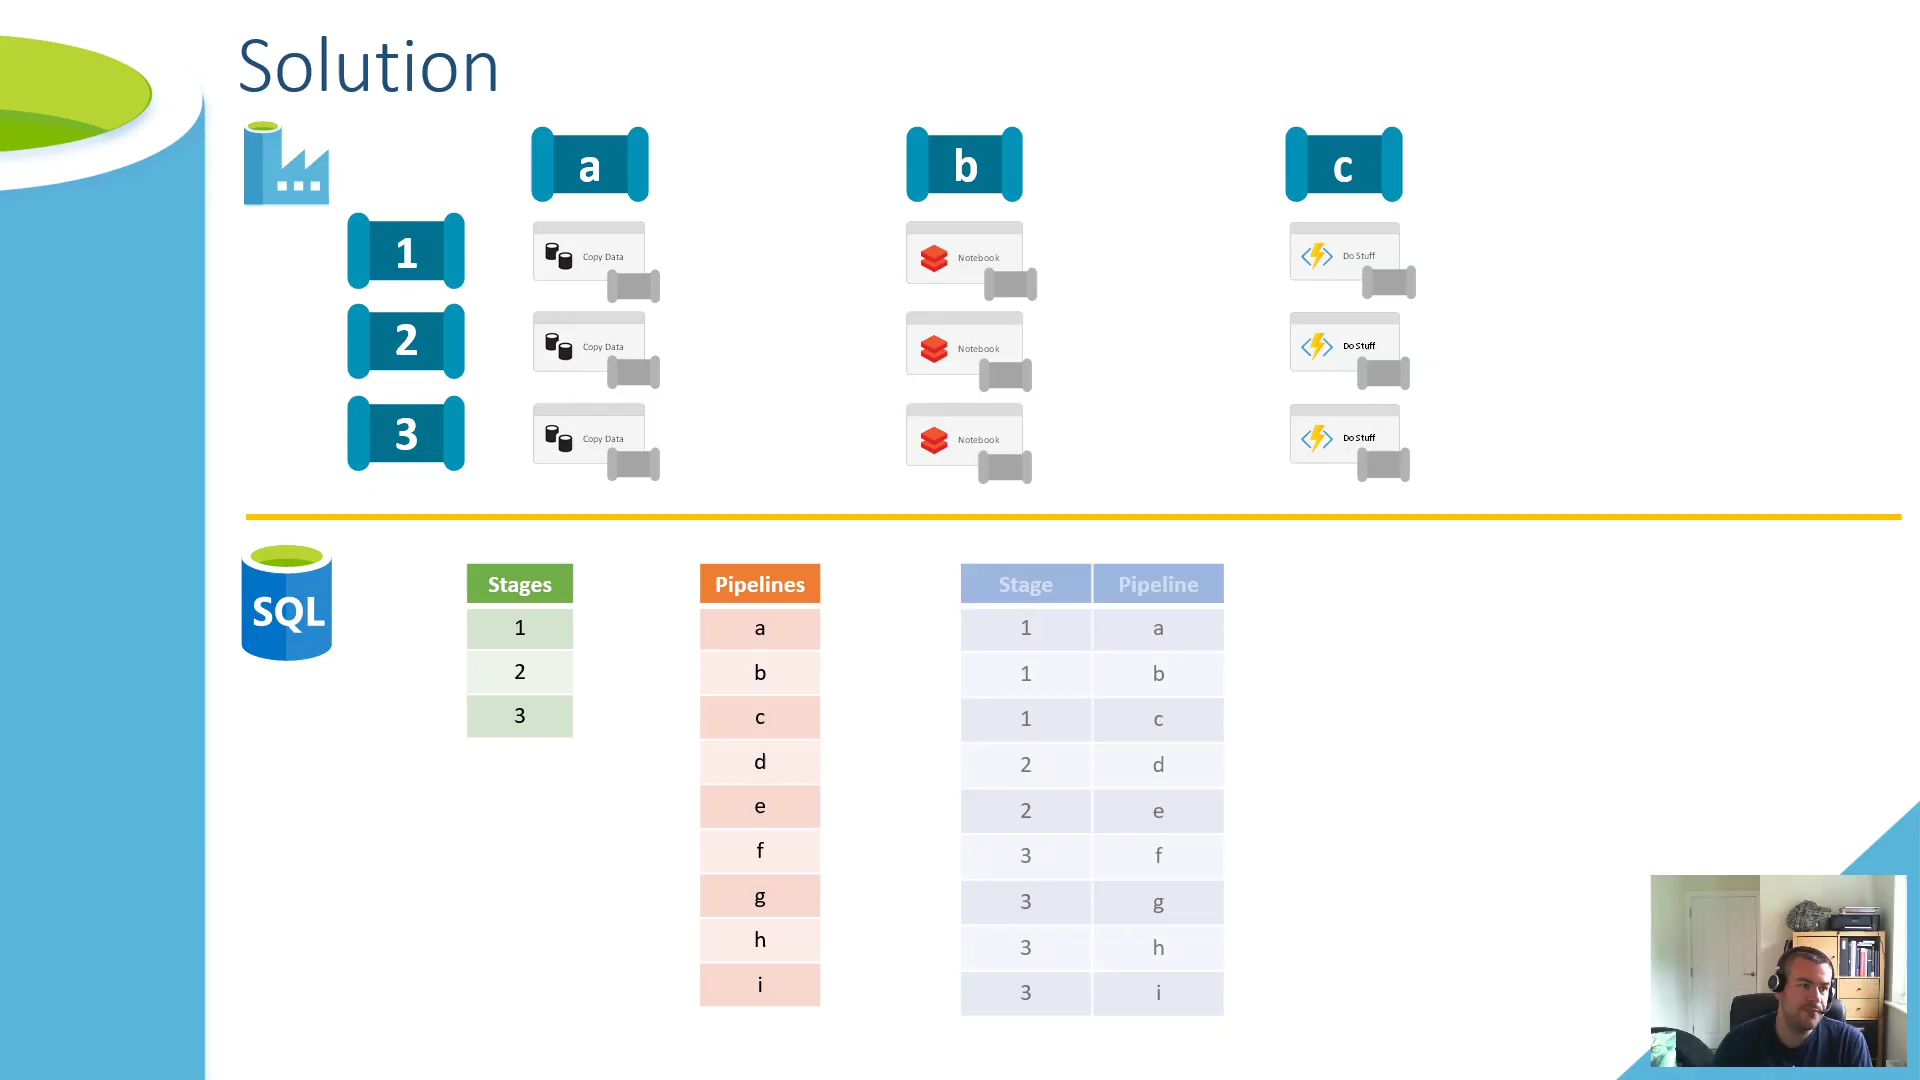 Solution
a
b
c
1
Copy Data
Notebook
Do Stuff
2
Copy Data
Notebook
Do Stuff
3
Copy Data
Notebook
Do Stuff
SQL
Stages
1
2
3
Pipelines
a
b
c
d
e
f
g
h
i
Stage Pipeline
1 a
1 b
1 c
2 d
2 e
3 f
3 g
3 h
3 i